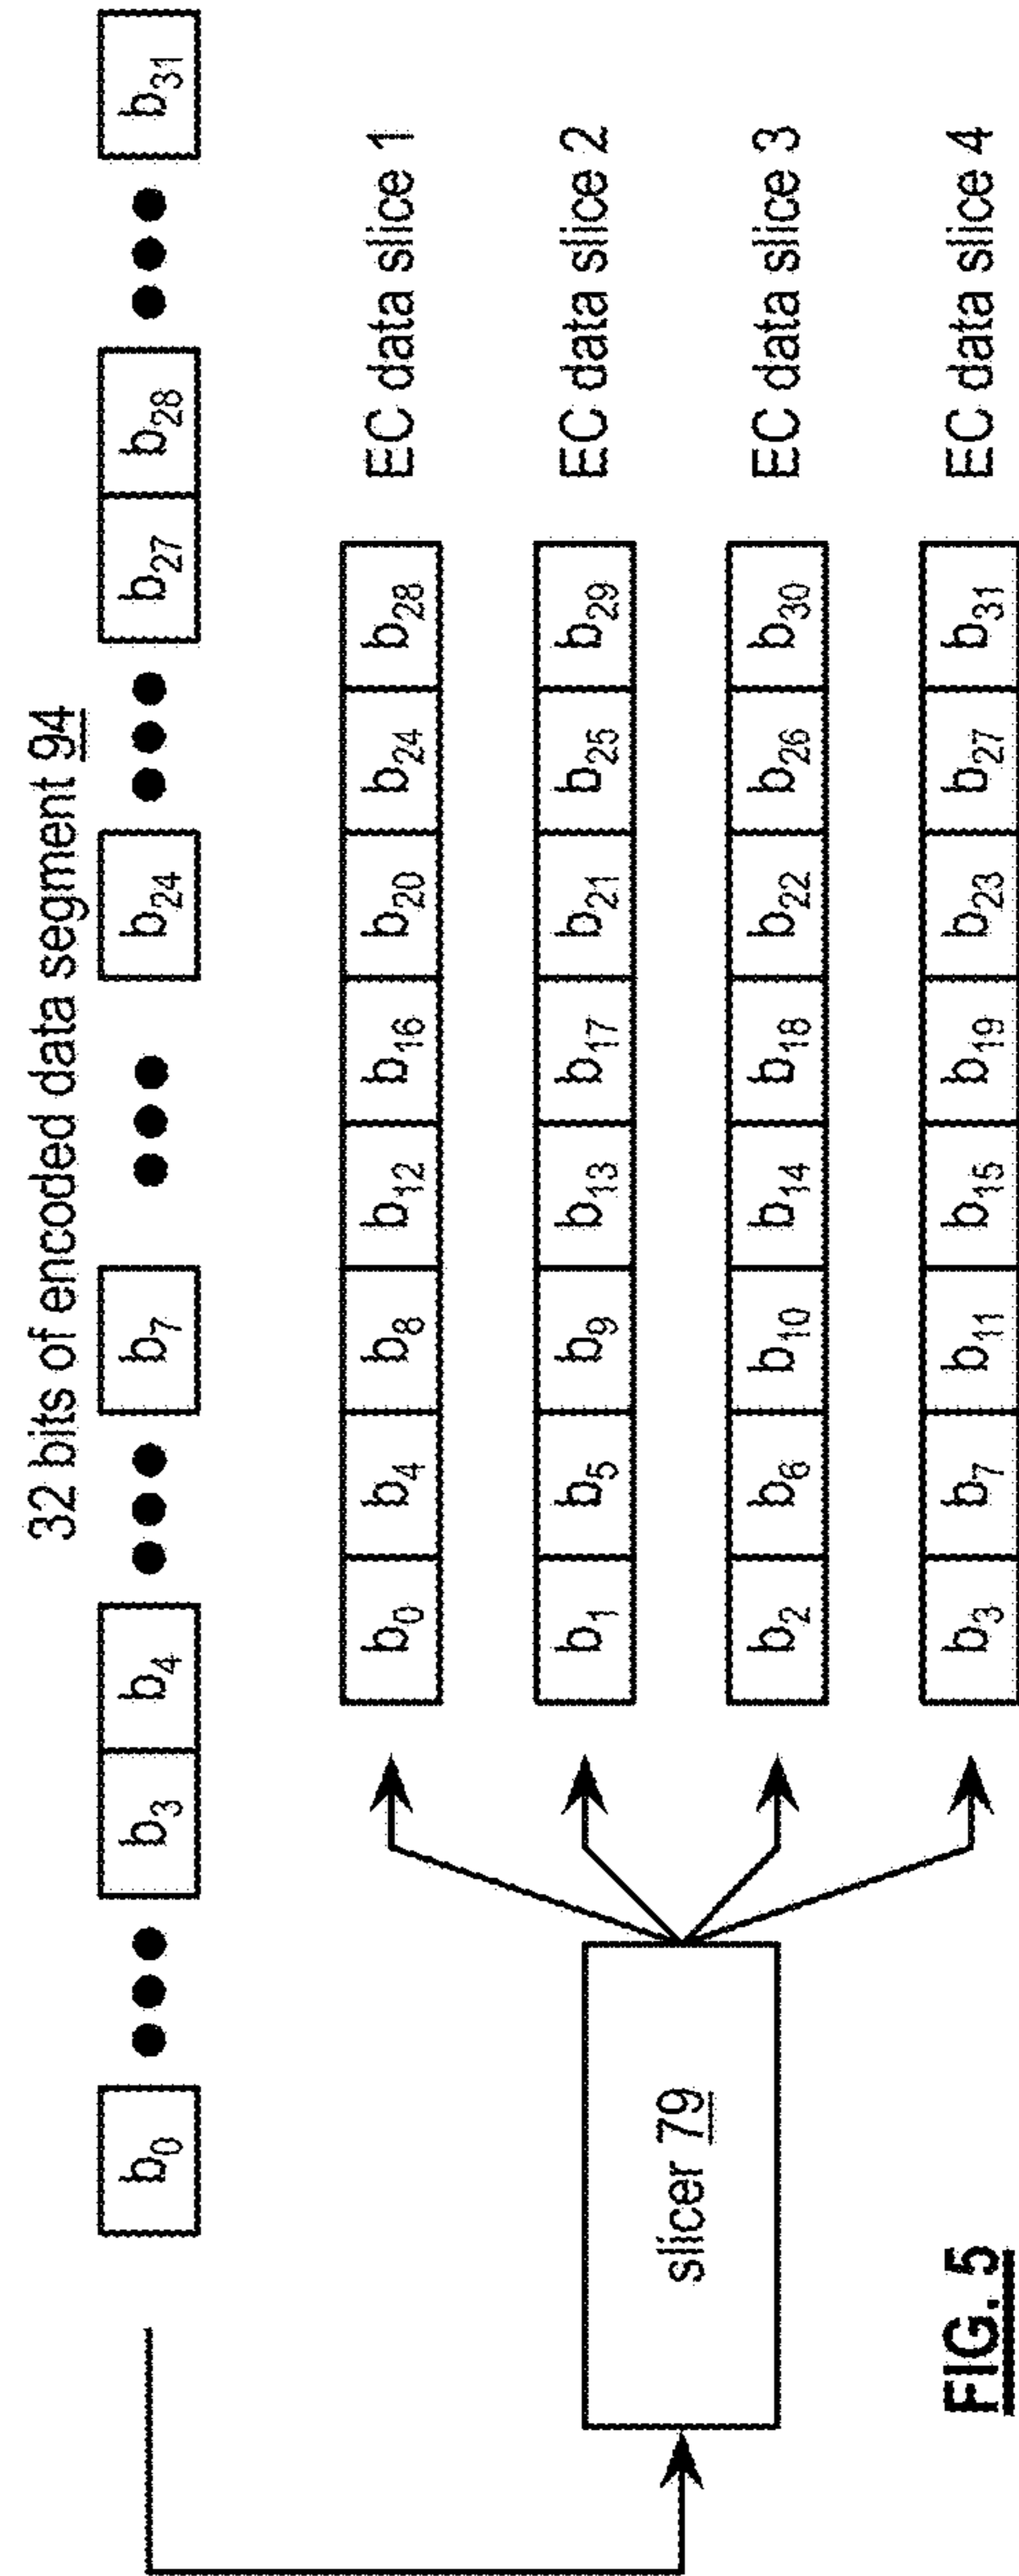 32 bits of encoded data segment 94
b0 ●●● b3 b4 ●●● b7 ●●● b24 ●●● b27 b28 ●●● b31
b0 b4 b8 b12 b16 b20 b24 b28 EC data slice 1
b1 b5 b9 b13 b17 b21 b25 b29 EC data slice 2
slicer 79
b2 b6 b10 b14 b18 b22 b26 b30 EC data slice 3
b3 b7 b11 b15 b19 b23 b27 b31 EC data slice 4
FIG. 5